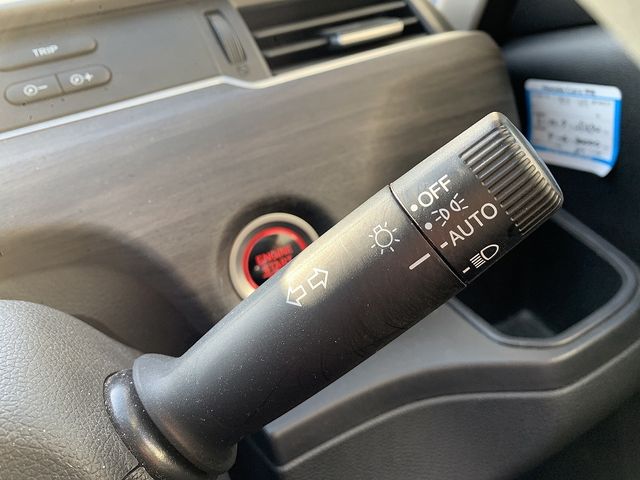 TRIP
− +
OFF
AUTO
ENGINE
START